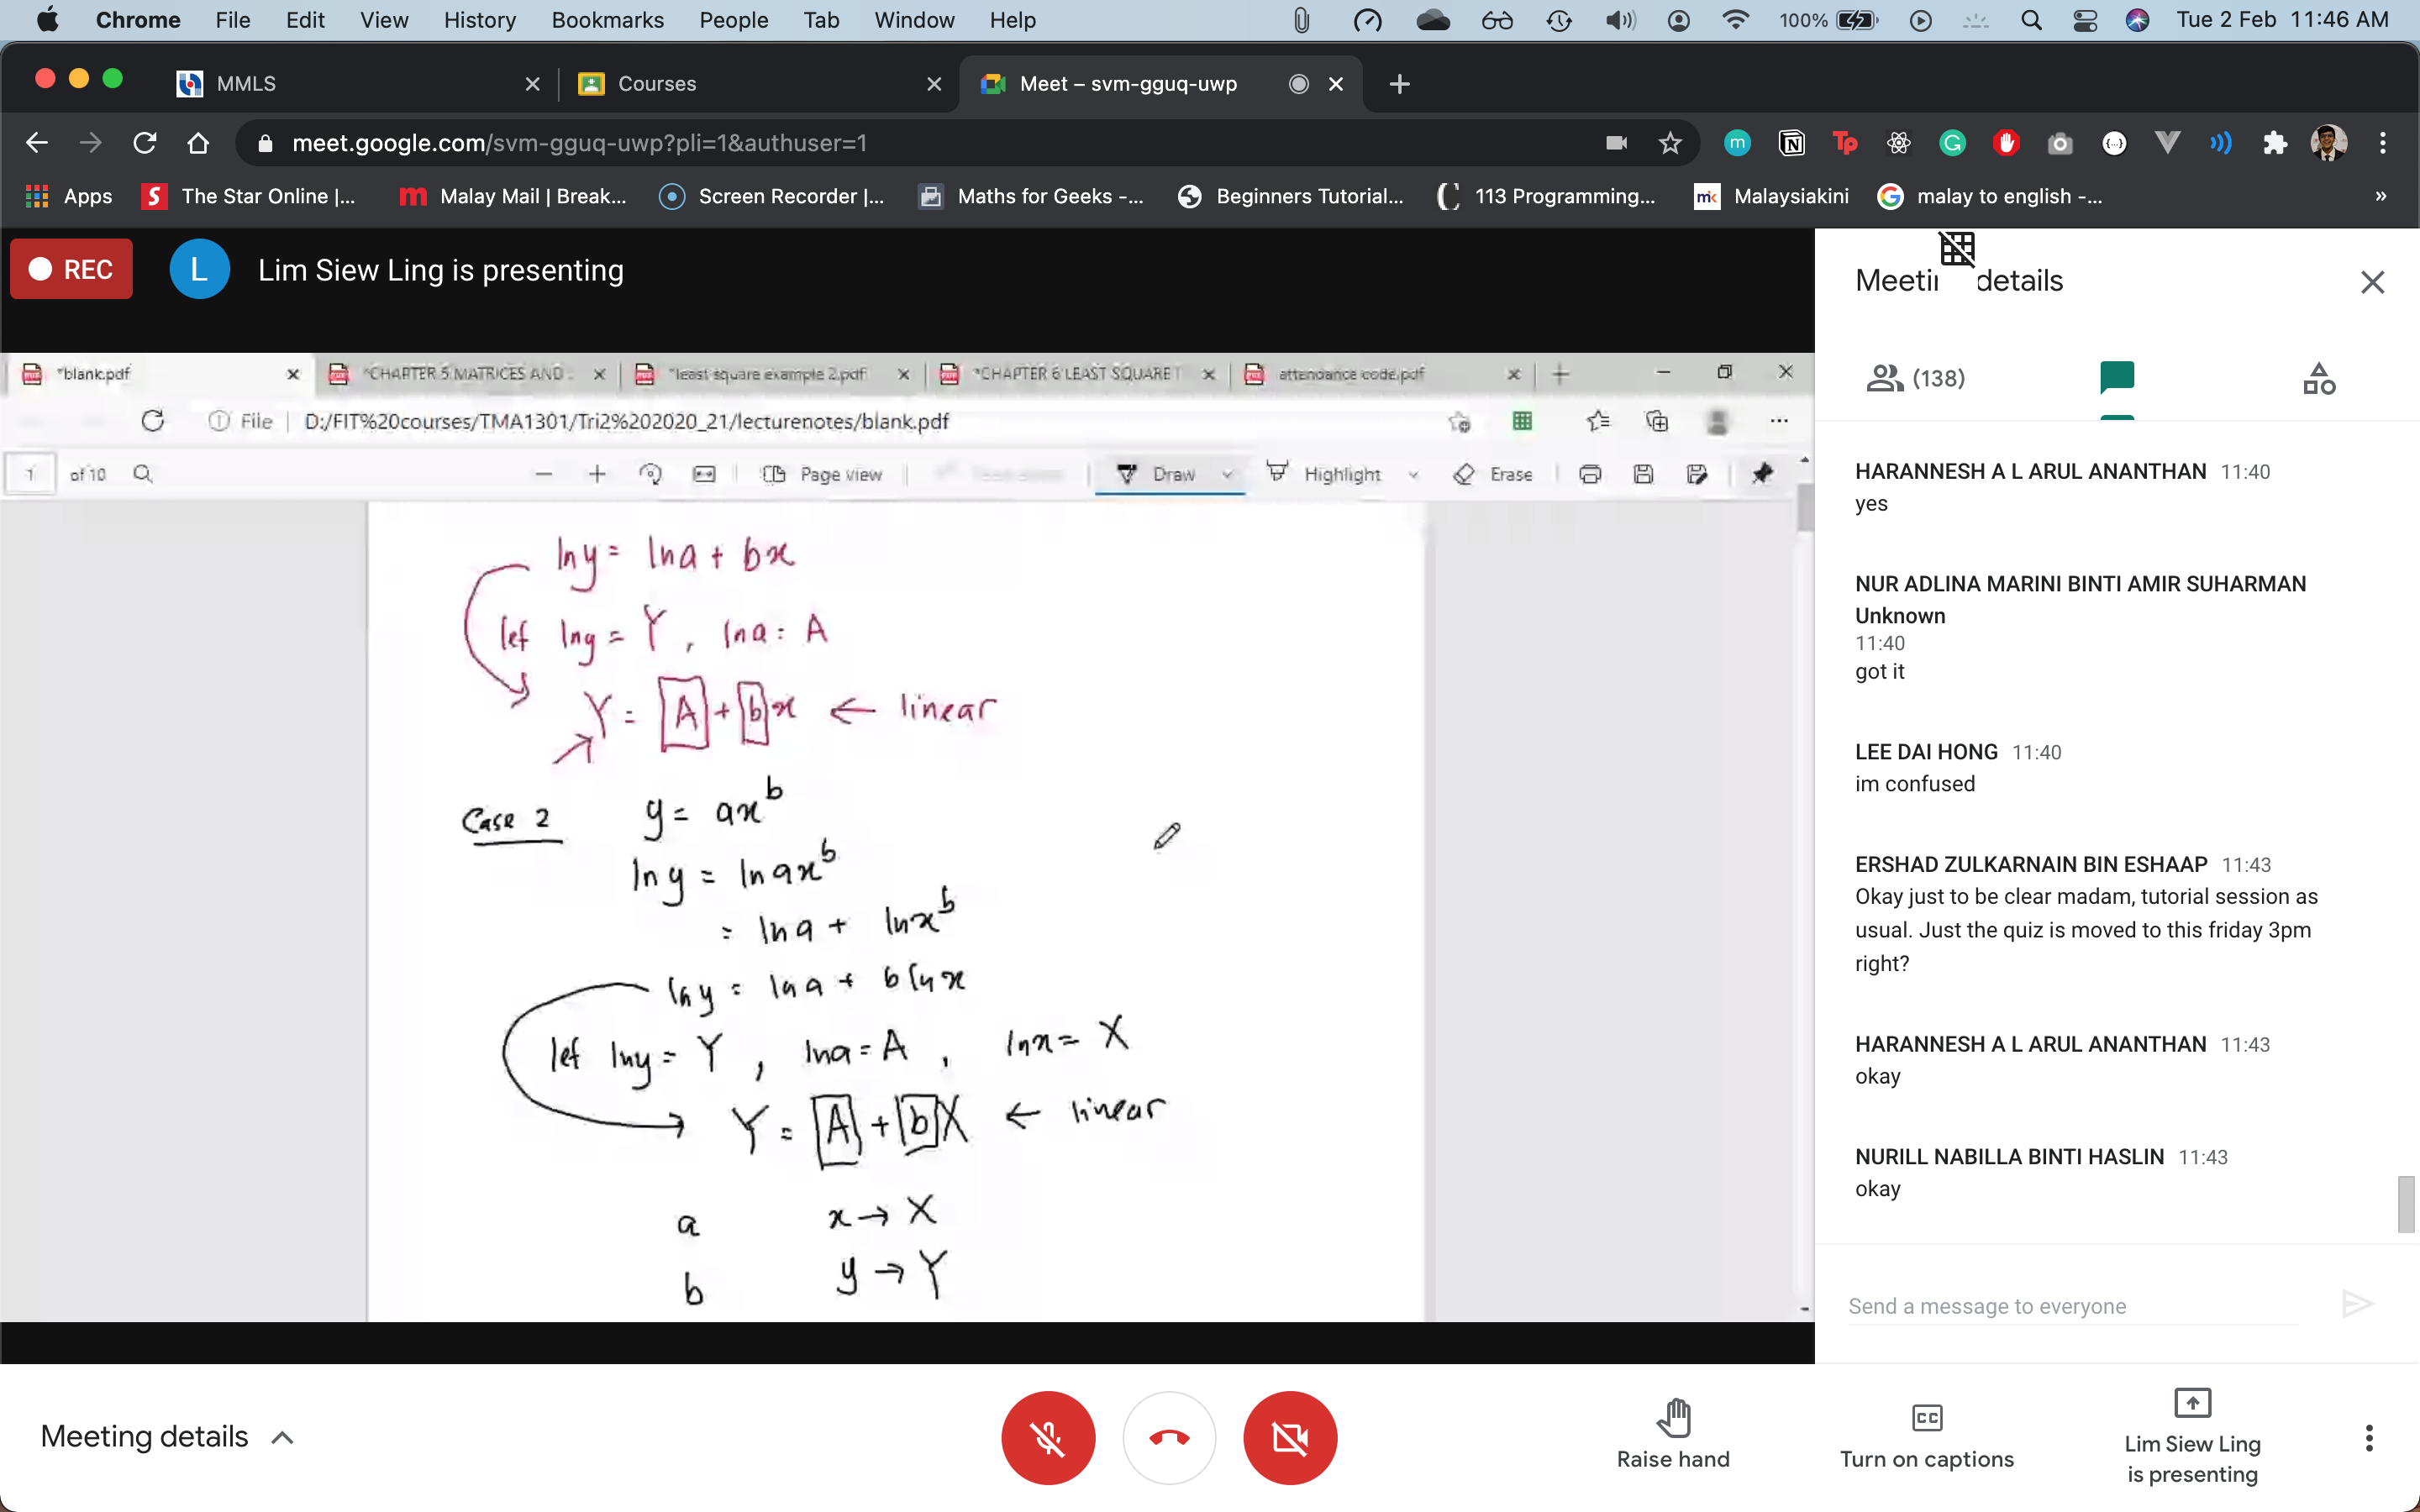 Chrome File Edit View History Bookmarks People Tab Window Help 100% Tue 2 Feb 11:46 AM
MMLS Courses Meet – svm-gguq-uwp
meet.google.com/svm-gguq-uwp?pli=1&authuser=1
Apps The Star Online |... Malay Mail | Break... Screen Recorder |... Maths for Geeks -... Beginners Tutorial... 113 Programming... Malaysiakini malay to english -... »
REC L Lim Siew Ling is presenting
*blank.pdf *CHAPTER 5 MATRICES AND *least square example 2.pdf *CHAPTER 6 LEAST SQUARE attendance code.pdf
File D:/FIT%20courses/TMA1301/Tri2%202020_21/lecturenotes/blank.pdf
1 of 10 Page view Draw Highlight Erase
ln y = ln a + bx
let ln y = Y , ln a = A
Y = A + bx ← linear
Case 2 y = ax^b
ln y = ln ax^b
= ln a + ln x^b
ln y = ln a + b ln x
let ln y = Y , ln a = A , ln x = X
Y = A + bX ← linear
a x → X
b y → Y
details
(138)
HARANNESH A L ARUL ANANTHAN 11:40
yes
NUR ADLINA MARINI BINTI AMIR SUHARMAN
Unknown
11:40
got it
LEE DAI HONG 11:40
im confused
ERSHAD ZULKARNAIN BIN ESHAAP 11:43
Okay just to be clear madam, tutorial session as
usual. Just the quiz is moved to this friday 3pm
right?
HARANNESH A L ARUL ANANTHAN 11:43
okay
NURILL NABILLA BINTI HASLIN 11:43
okay
Send a message to everyone
Meeting details
Raise hand
Turn on captions
Lim Siew Ling
is presenting